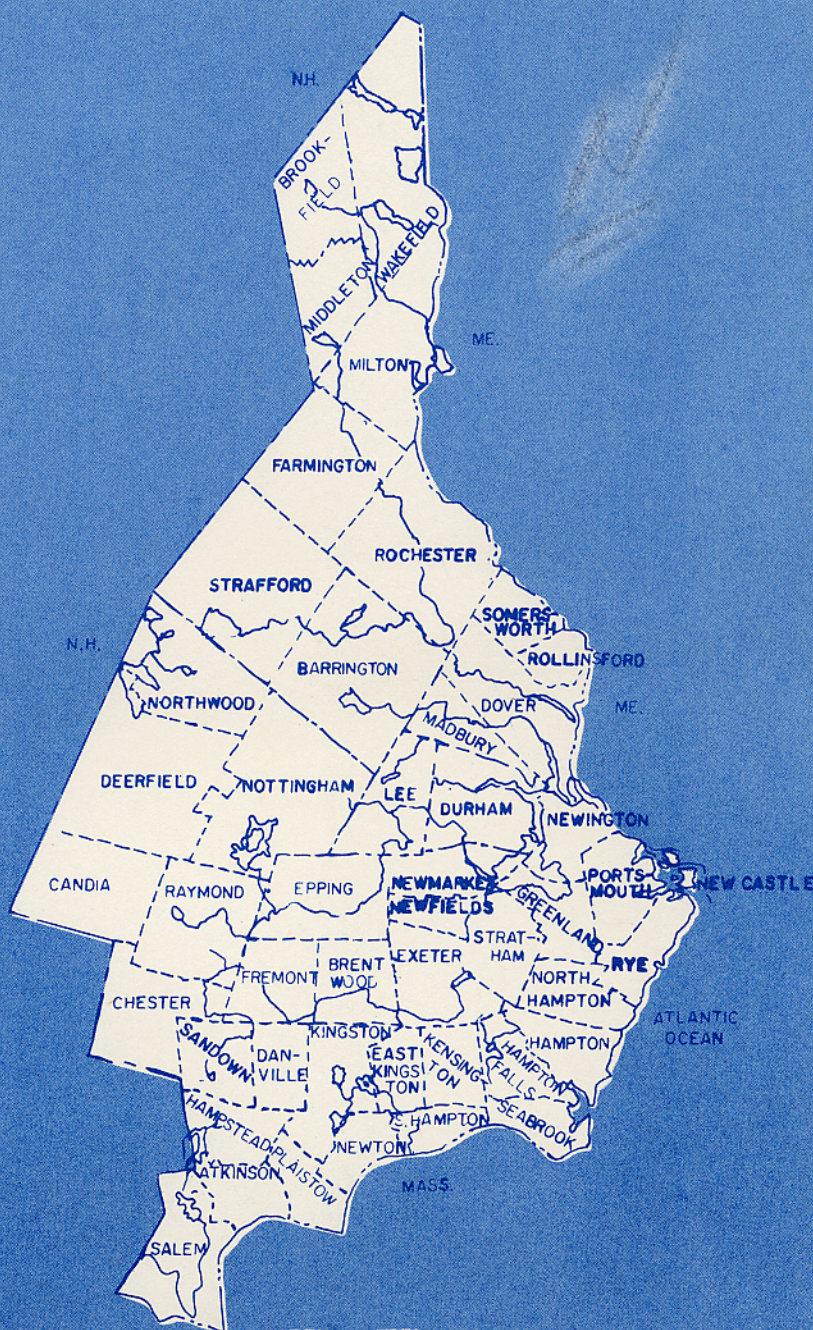 N.H.
BROOK-
FIELD
WAKEFIELD
MIDDLETON
ME.
MILTON
FARMINGTON
ROCHESTER
STRAFFORD
SOMERS-
WORTH
N.H.
ROLLINSFORD
BARRINGTON
NORTHWOOD
DOVER
ME.
MADBURY
DEERFIELD
NOTTINGHAM
LEE
DURHAM
NEWINGTON
CANDIA
RAYMOND
EPPING
NEWMARKET
PORTS-
MOUTH
NEW CASTLE
NEWFIELDS
GREENLAND
STRAT-
HAM
EXETER
BRENT
WOOD
FREMONT
RYE
NORTH
HAMPTON
CHESTER
ATLANTIC
OCEAN
SANDOWN
DAN-
VILLE
KINGSTON
EAST
KINGS
TON
KENSING
TON
HAMPTON
HAMPTON
FALLS
SEABROOK
HAMPSTEAD
PLAISTOW
NEWTON
S. HAMPTON
ATKINSON
MASS.
SALEM